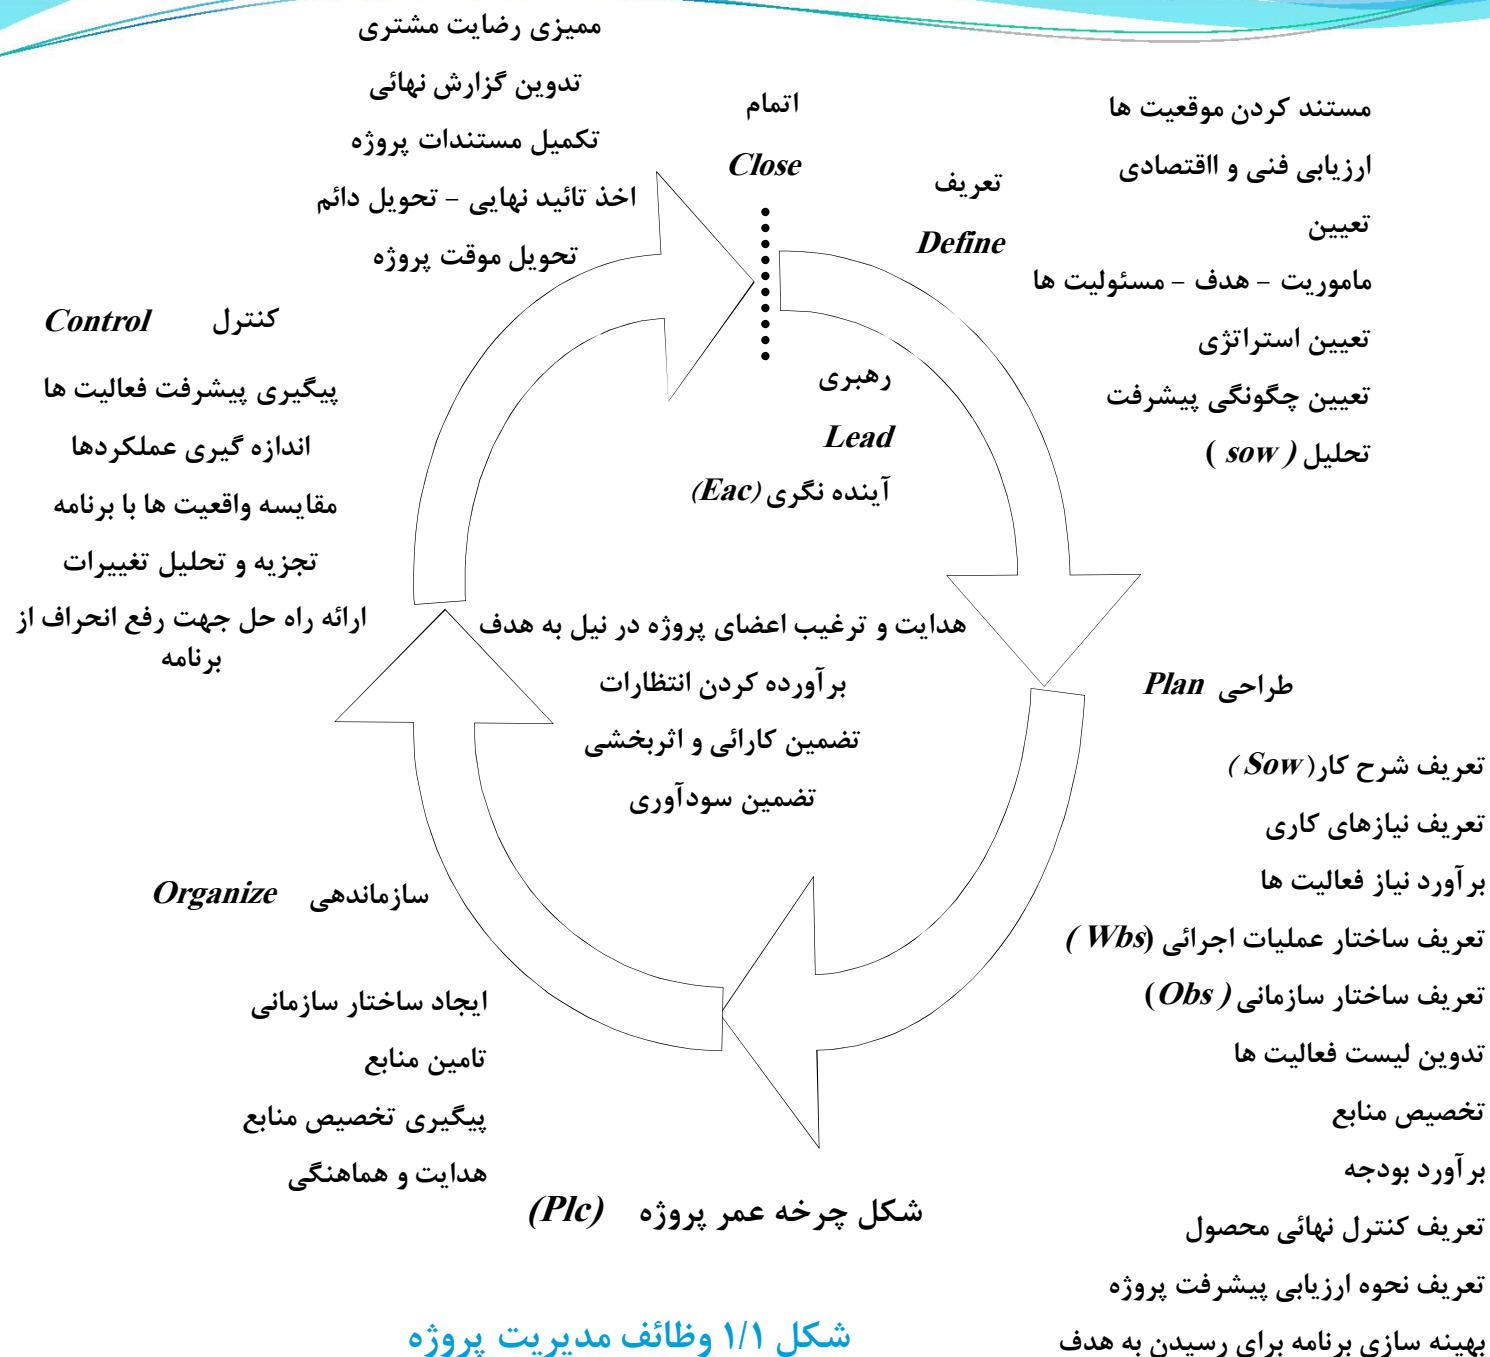 ممیزی رضایت مشتری
تدوین گزارش نهائی
تکمیل مستندات پروژه
اخذ تائید نهایی - تحویل دائم
تحویل موقت پروژه
اتمام
Close
تعریف
Define
مستند کردن موقعیت ها
ارزیابی فنی و ااقتصادی
تعیین
ماموریت - هدف - مسئولیت ها
تعیین استراتژی
تعیین چگونگی پیشرفت
تحلیل ( sow )
کنترل Control
پیگیری پیشرفت فعالیت ها
اندازه گیری عملکردها
مقایسه واقعیت ها با برنامه
تجزیه و تحلیل تغییرات
ارائه راه حل جهت رفع انحراف از
برنامه
رهبری
Lead
آینده نگری (Eac)
هدایت و ترغیب اعضای پروژه در نیل به هدف
برآورده کردن انتظارات
تضمین کارائی و اثربخشی
تضمین سودآوری
طراحی Plan
تعریف شرح کار( Sow )
تعریف نیازهای کاری
برآورد نیاز فعالیت ها
تعریف ساختار عملیات اجرائی (Wbs )
تعریف ساختار سازمانی ( Obs)
تدوین لیست فعالیت ها
تخصیص منابع
برآورد بودجه
تعریف کنترل نهائی محصول
تعریف نحوه ارزیابی پیشرفت پروژه
بهینه سازی برنامه برای رسیدن به هدف
سازماندهی Organize
ایجاد ساختار سازمانی
تامین منابع
پیگیری تخصیص منابع
هدایت و هماهنگی
شکل چرخه عمر پروژه (Plc)
شکل ۱/۱ وظائف مدیریت پروژه